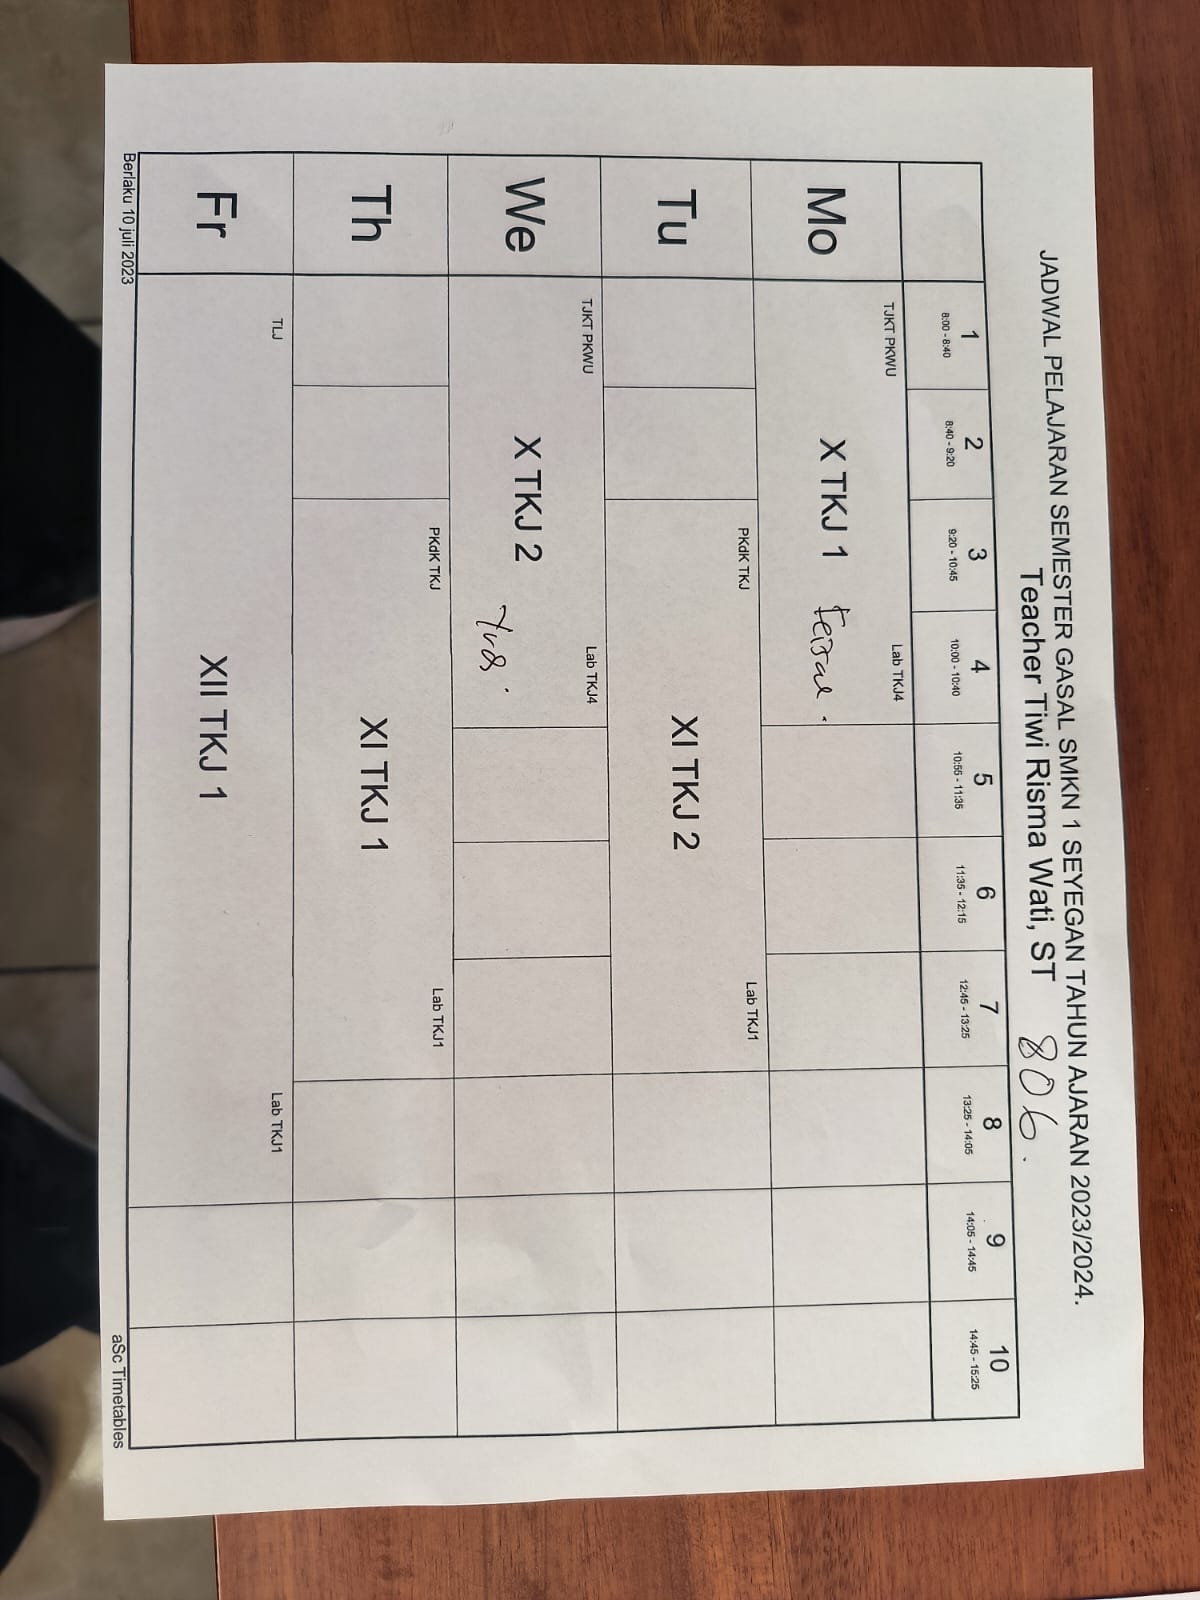 JADWAL PELAJARAN SEMESTER GASAL SMKN 1 SEYEGAN TAHUN AJARAN 2023/2024.
Teacher Tiwi Risma Wati, ST 806.
1 2 3 4 5 6 7 8 9 10
8:00 - 8:40 8:40 - 9:20 9:20 - 10:45 10:00 - 10:40 10:55 - 11:35 11:35 - 12:15 12:45 - 13:25 13:25 - 14:05 14:05 - 14:45 14:45 - 15:25
TJKT PKWU Lab TKJ4
Mo X TKJ 1
PKdK TKJ Lab TKJ1
Tu XI TKJ 2
TJKT PKWU Lab TKJ4
We X TKJ 2
PKdK TKJ Lab TKJ1
Th XI TKJ 1
TLJ Lab TKJ1
Fr XII TKJ 1
Berlaku 10 juli 2023
aSc Timetables